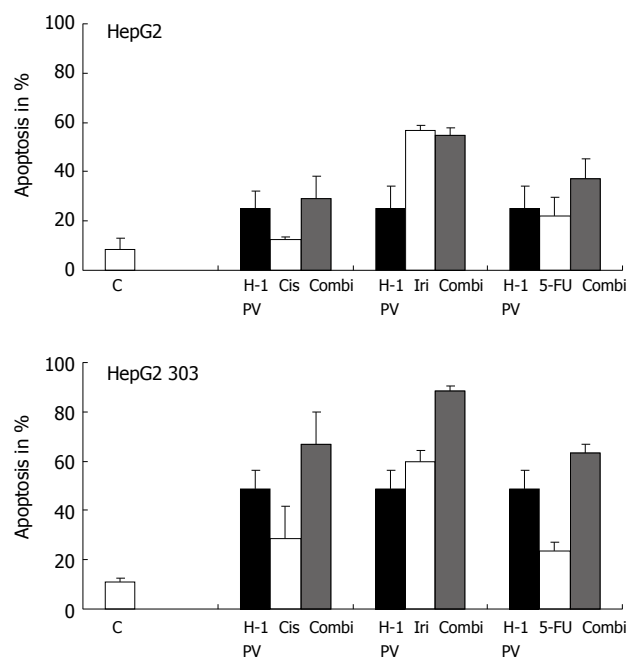 HepG2
Apoptosis in %
100
80
60
40
20
0
C
H-1 Cis Combi H-1 Iri Combi H-1 5-FU Combi
PV PV PV
HepG2 303
Apoptosis in %
100
80
60
40
20
0
C
H-1 Cis Combi H-1 Iri Combi H-1 5-FU Combi
PV PV PV